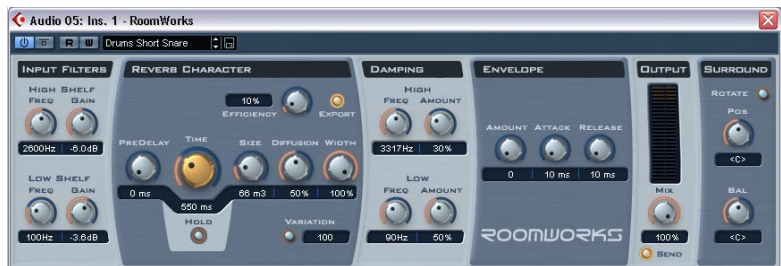 Audio 05: Ins. 1 - RoomWorks
R W Drums Short Snare
INPUT FILTERS
HIGH SHELF
FREQ GAIN
2600Hz -6.0dB
LOW SHELF
FREQ GAIN
100Hz -3.6dB
REVERB CHARACTER
10%
EFFICIENCY EXPORT
PREDELAY TIME SIZE DIFFUSION WIDTH
0 ms 550 ms 66 m3 50% 100%
HOLD
VARIATION
100
DAMPING
HIGH
FREQ AMOUNT
3317Hz 30%
LOW
FREQ AMOUNT
90Hz 50%
ENVELOPE
AMOUNT ATTACK RELEASE
0 10 ms 10 ms
ROOMWORKS
OUTPUT
MIX
100%
SEND
SURROUND
ROTATE
POS
<C>
BAL
<C>